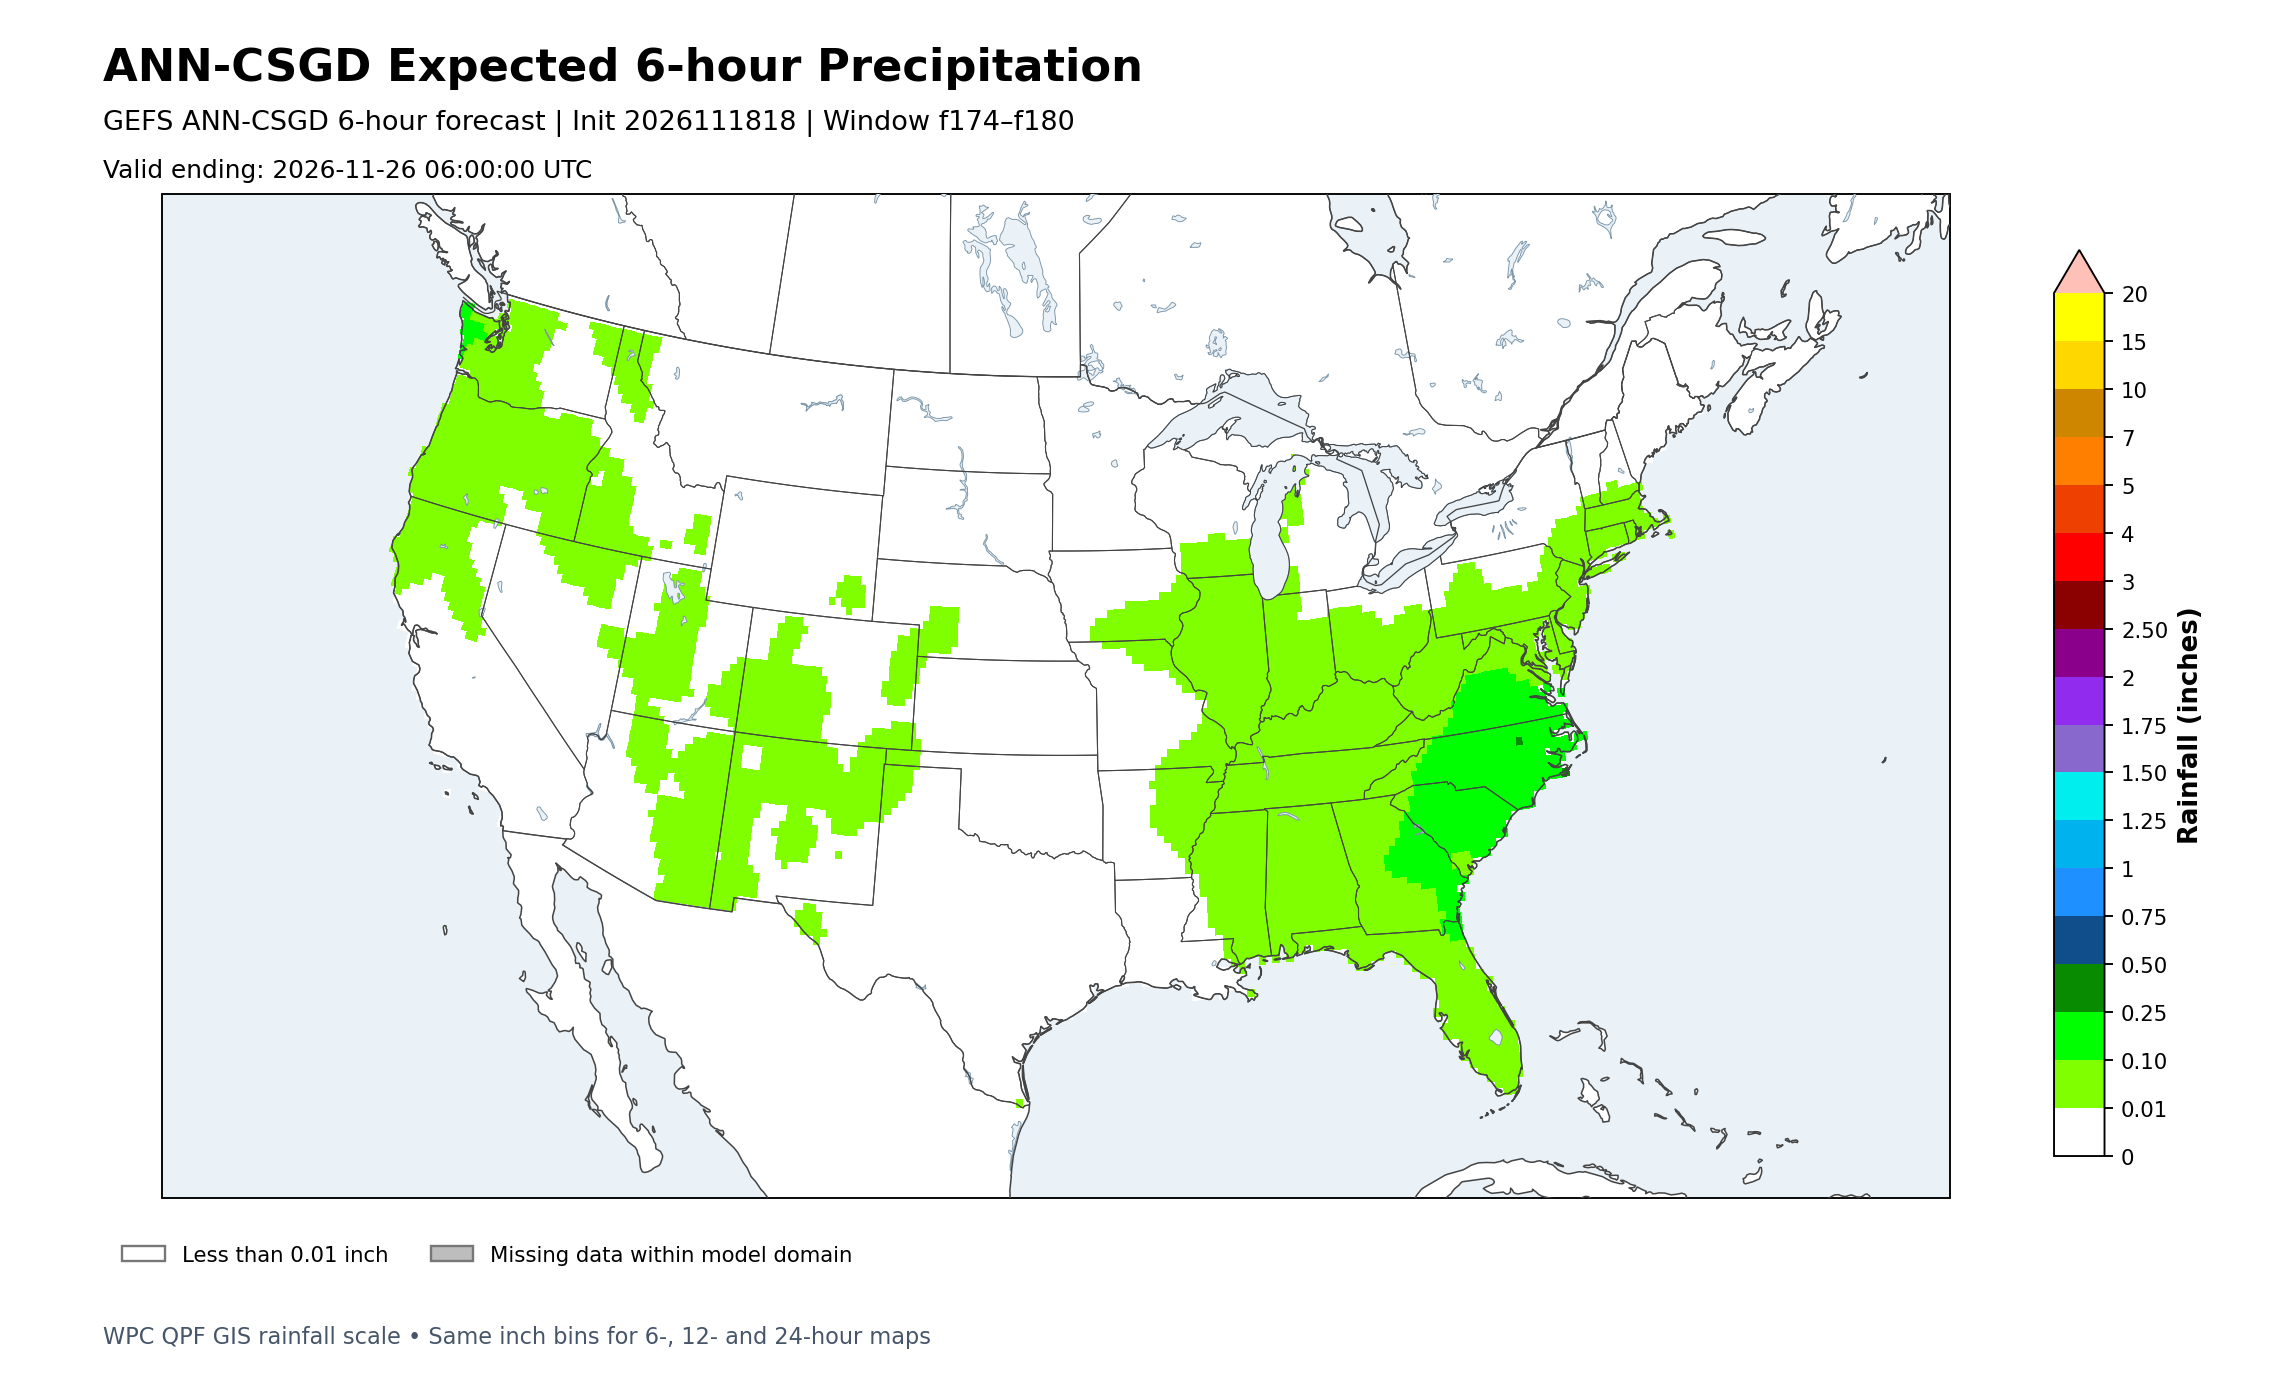 ANN-CSGD Expected 6-hour Precipitation
GEFS ANN-CSGD 6-hour forecast | Init 2026111818 | Window f174–f180
Valid ending: 2026-11-26 06:00:00 UTC
20
15
10
7
5
4
3
2.50
2
1.75
1.50
1.25
1
0.75
0.50
0.25
0.10
0.01
0
Rainfall (inches)
Less than 0.01 inch
Missing data within model domain
WPC QPF GIS rainfall scale • Same inch bins for 6-, 12- and 24-hour maps